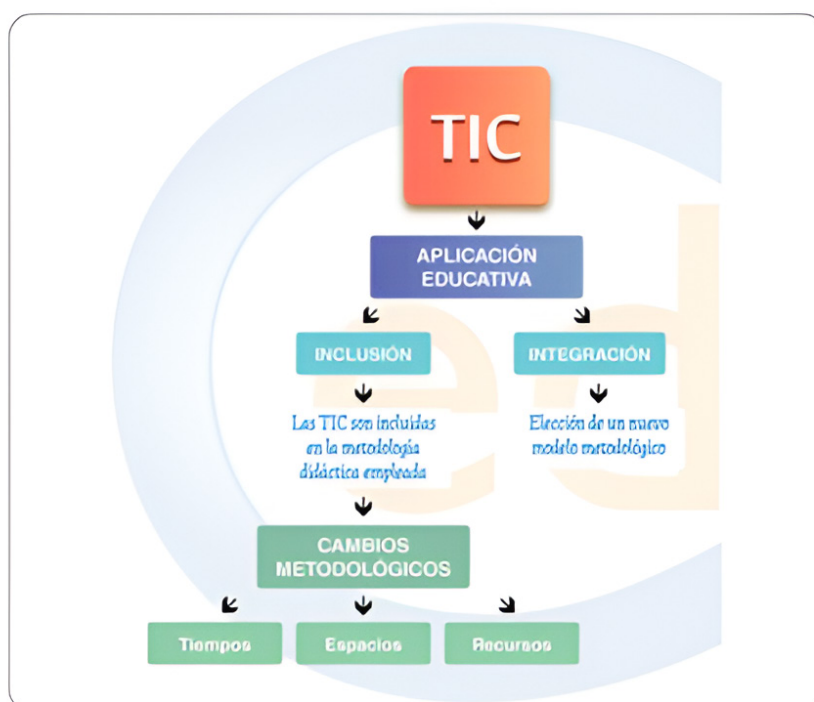 TIC
APLICACIÓN
EDUCATIVA
INCLUSIÓN
INTEGRACIÓN
Las TIC son incluidas
en la metodología
didáctica empleada
Elección de un nuevo
modelo metodológico
CAMBIOS
METODOLÓGICOS
Tiempos
Espacios
Recursos